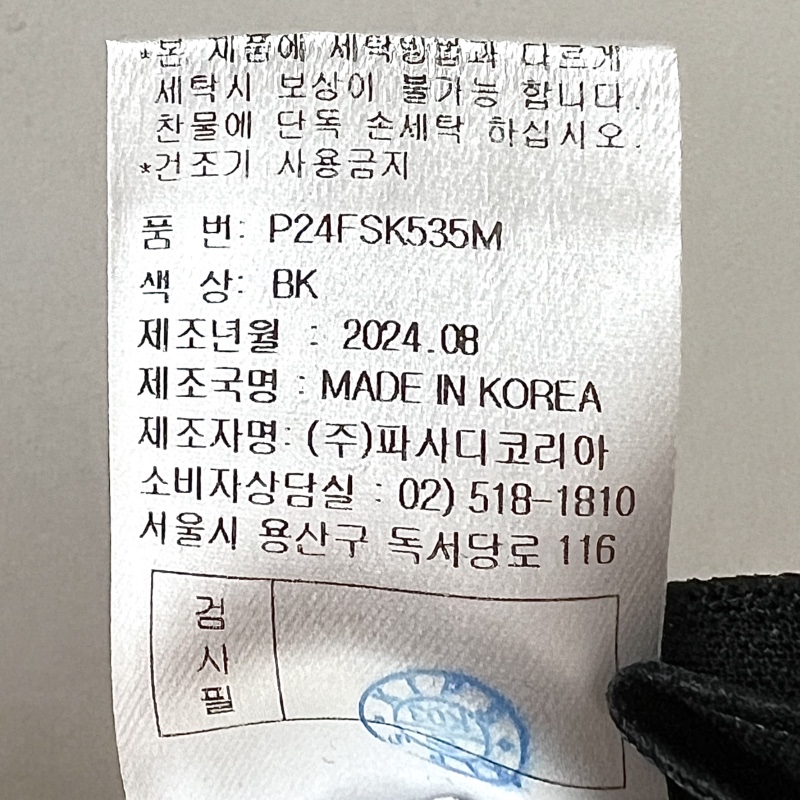 *본 제품에 세탁방법과 다르게
세탁시 보상이 불가능 합니다.
찬물에 단독 손세탁 하십시오.
*건조기 사용금지
품 번: P24FSK535M
색 상: BK
제조년월 : 2024.08
제조국명 : MADE IN KOREA
제조자명: (주)파사디코리아
소비자상담실 : 02) 518-1810
서울시 용산구 독서당로 116
검
사
필